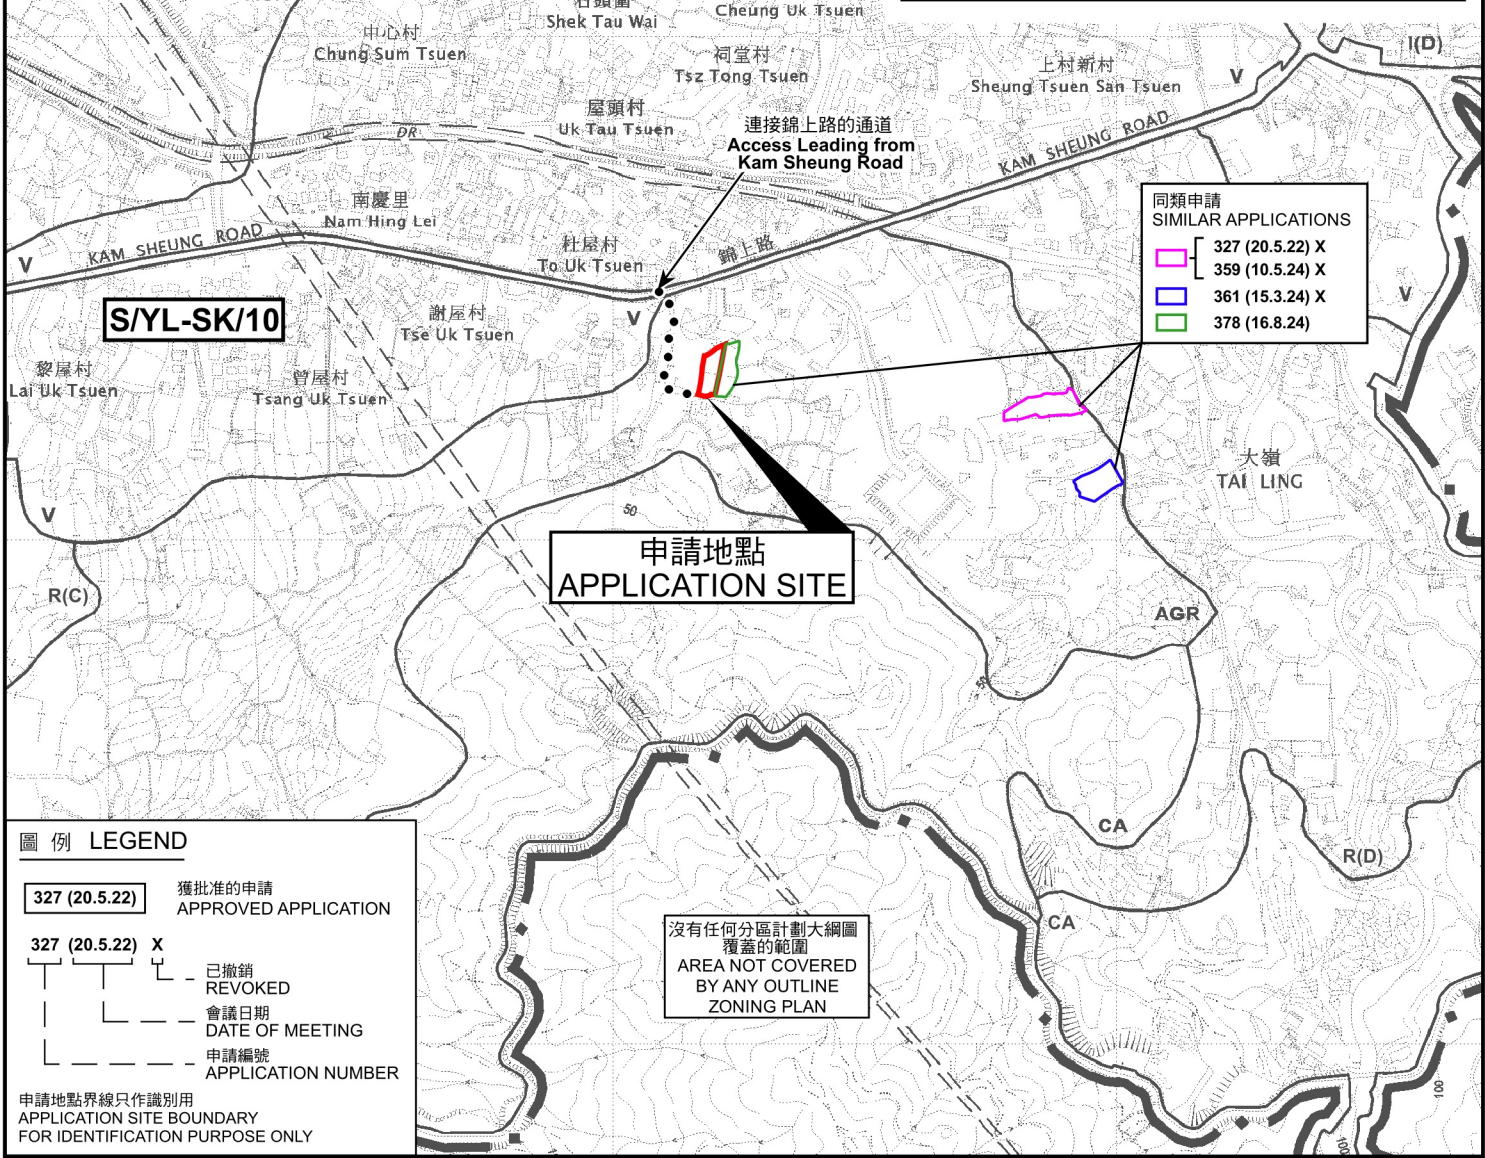 Shek Tau Wai
Cheung Uk Tsuen
中心村
Chung Sum Tsuen
祠堂村
Tsz Tong Tsuen
上村新村
Sheung Tsuen San Tsuen
V
I(D)
屋頭村
Uk Tau Tsuen
DR
連接錦上路的通道
Access Leading from
Kam Sheung Road
KAM SHEUNG ROAD
南慶里
Nam Hing Lei
同類申請
SIMILAR APPLICATIONS
327 (20.5.22) X
359 (10.5.24) X
361 (15.3.24) X
378 (16.8.24)
KAM SHEUNG ROAD
V
杜屋村
To Uk Tsuen
錦上路
V
S/YL-SK/10
謝屋村
Tse Uk Tsuen
V
黎屋村
Lai Uk Tsuen
曾屋村
Tsang Uk Tsuen
大嶺
TAI LING
V
50
申請地點
APPLICATION SITE
R(C)
AGR
50
CA
R(D)
CA
圖例 LEGEND
327 (20.5.22)
獲批准的申請
APPROVED APPLICATION
327 (20.5.22) X
已撤銷
REVOKED
會議日期
DATE OF MEETING
申請編號
APPLICATION NUMBER
申請地點界線只作識別用
APPLICATION SITE BOUNDARY
FOR IDENTIFICATION PURPOSE ONLY
沒有任何分區計劃大綱圖
覆蓋的範圍
AREA NOT COVERED
BY ANY OUTLINE
ZONING PLAN
100
100